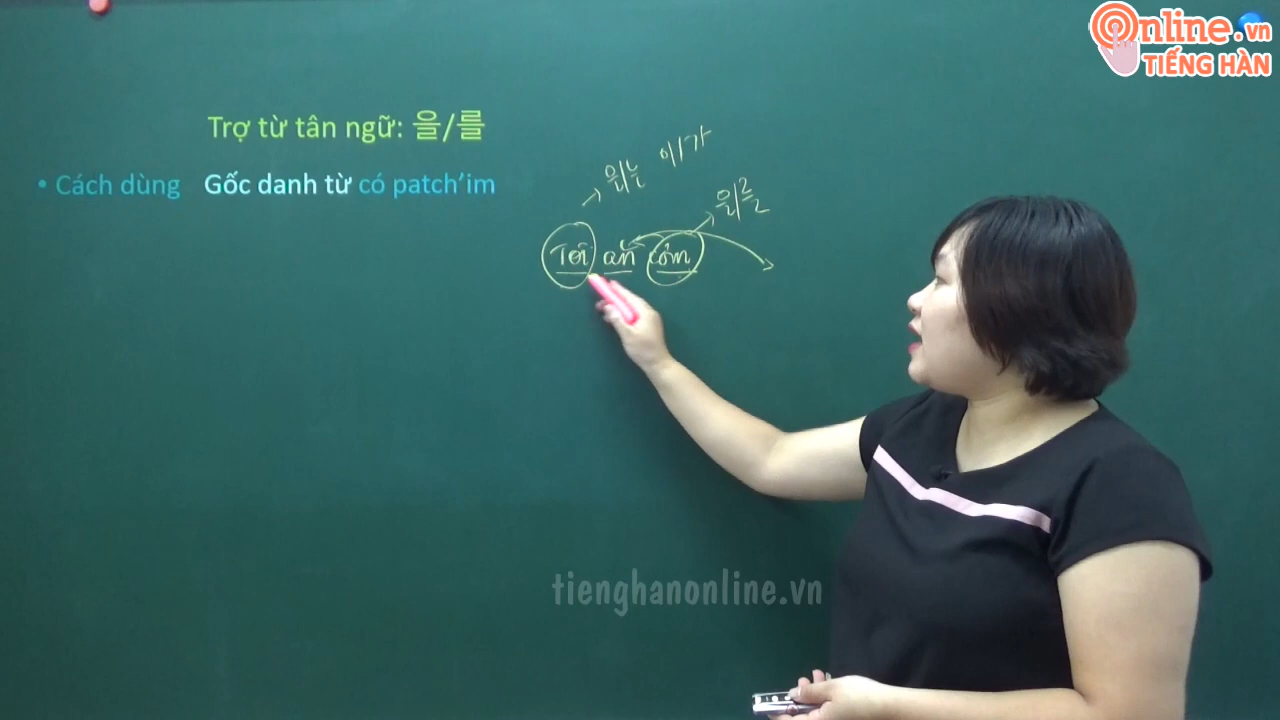 Online.vn
TIẾNG HÀN
Trợ từ tân ngữ: 을/를
• Cách dùng Gốc danh từ có patch'im
→ 은/는 이/가
→ 을/를
Tôi ăn cơm
tienghanonline.vn